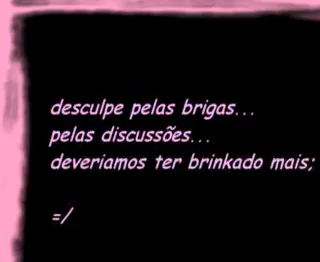 desculpe pelas brigas...
pelas discussões...
deveriamos ter brinkado mais;
=/